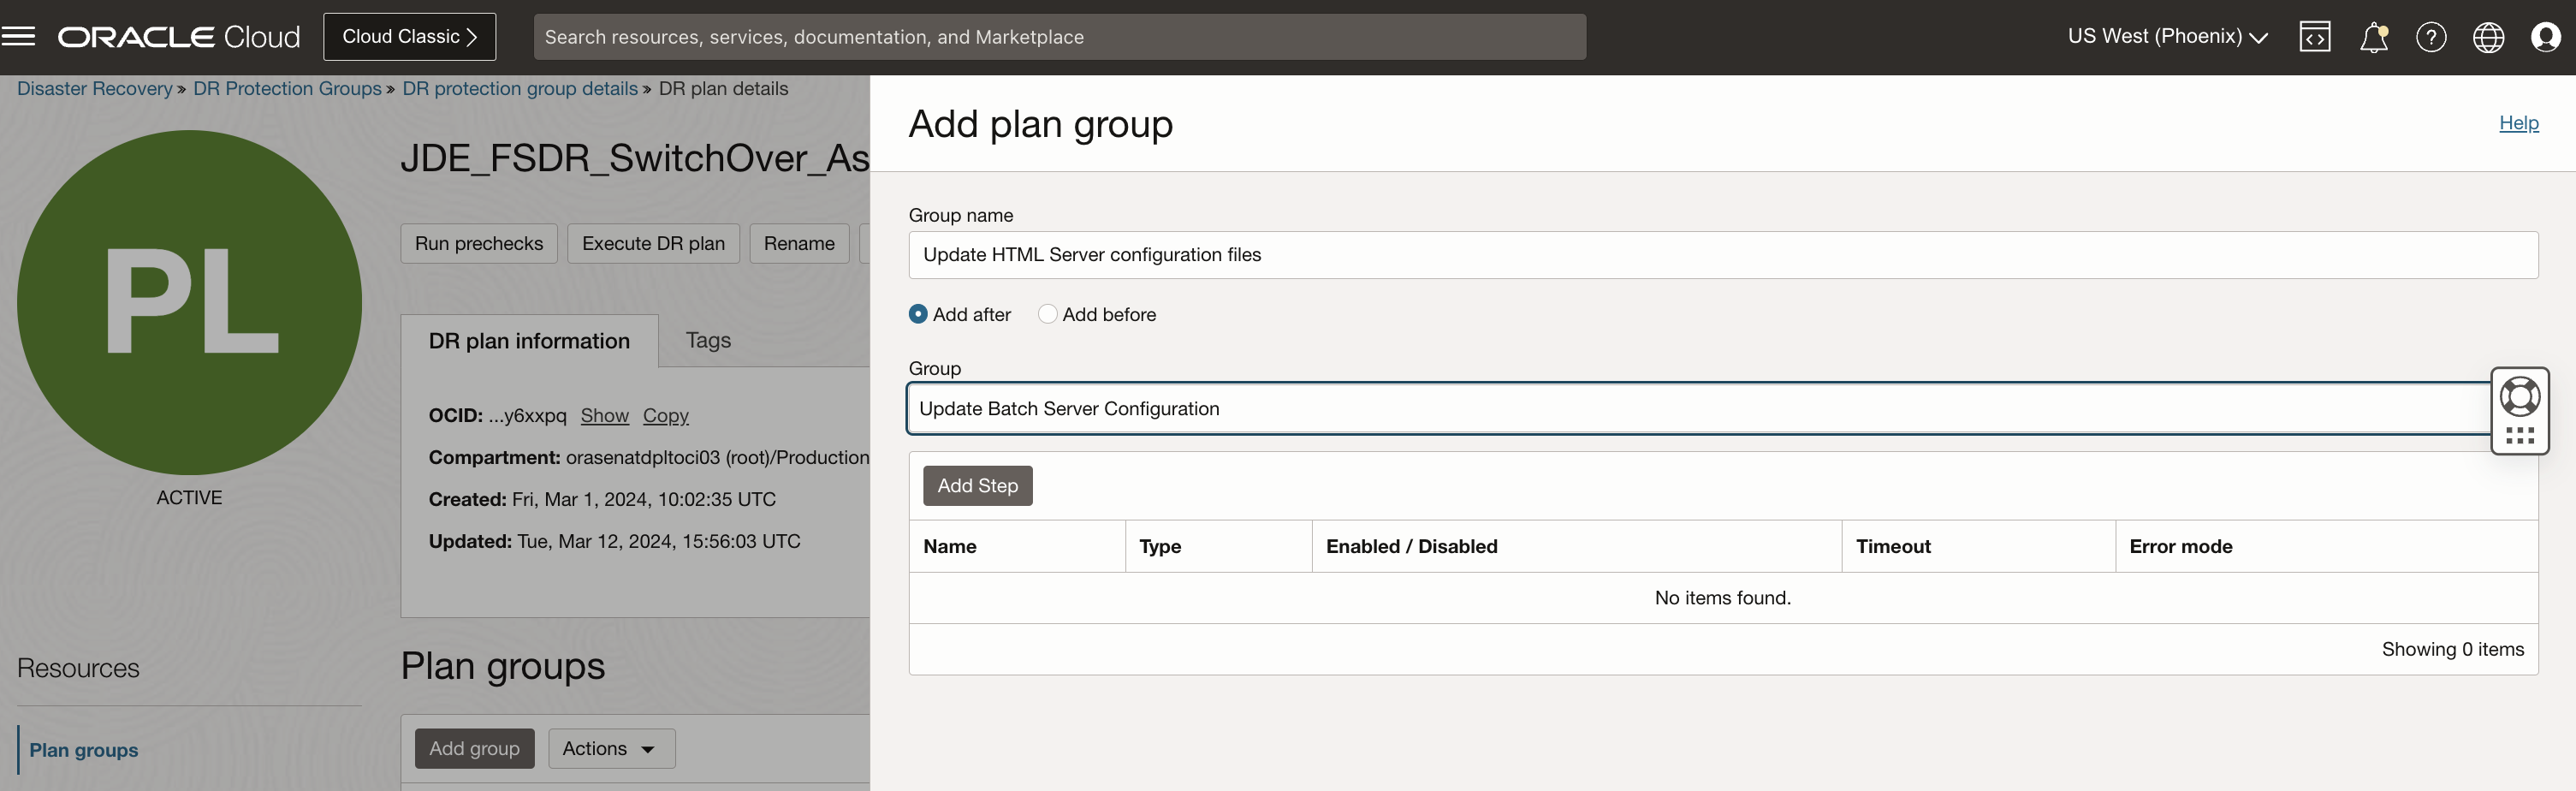 ORACLE Cloud
Cloud Classic
Search resources, services, documentation, and Marketplace
US West (Phoenix)
Disaster Recovery » DR Protection Groups » DR protection group details » DR plan details
PL
ACTIVE
JDE_FSDR_SwitchOver_As
Run prechecks
Execute DR plan
Rename
DR plan information
Tags
OCID: ...y6xxpq Show Copy
Compartment: orasenatdpltoci03 (root)/Production
Created: Fri, Mar 1, 2024, 10:02:35 UTC
Updated: Tue, Mar 12, 2024, 15:56:03 UTC
Resources
Plan groups
Plan groups
Add group
Actions
Add plan group
Help
Group name
Update HTML Server configuration files
Add after
Add before
Group
Update Batch Server Configuration
Add Step
Name Type Enabled / Disabled Timeout Error mode
No items found.
Showing 0 items